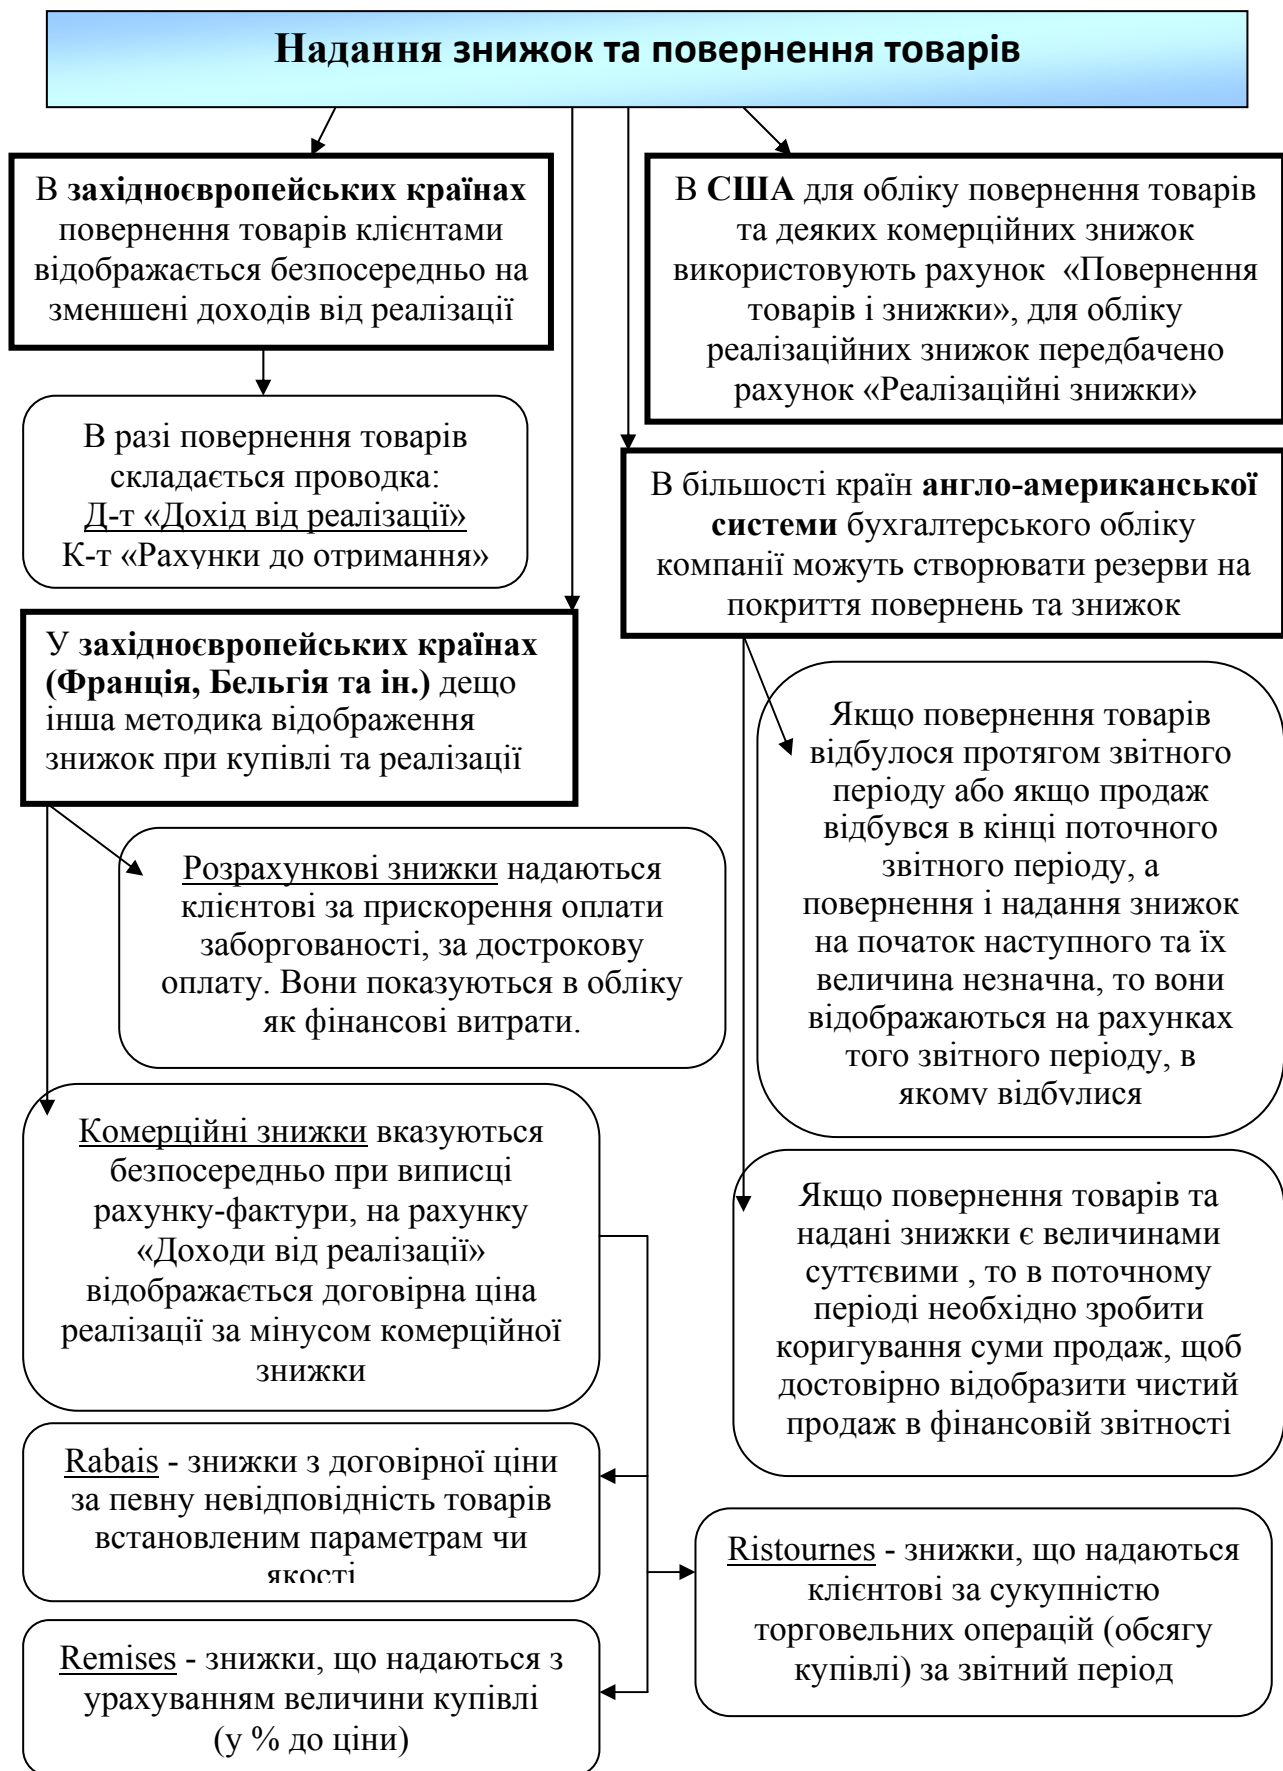 Надання знижок та повернення товарів
В західноєвропейських країнах
повернення товарів клієнтами
відображається безпосередньо на
зменшені доходів від реалізації
В США для обліку повернення товарів
та деяких комерційних знижок
використовують рахунок «Повернення
товарів і знижки», для обліку
реалізаційних знижок передбачено
рахунок «Реалізаційні знижки»
В разі повернення товарів
складається проводка:
Д-т «Дохід від реалізації»
К-т «Рахунки до отримання»
В більшості країн англо-американської
системи бухгалтерського обліку
компанії можуть створювати резерви на
покриття повернень та знижок
У західноєвропейських країнах
(Франція, Бельгія та ін.) дещо
інша методика відображення
знижок при купівлі та реалізації
Якщо повернення товарів
відбулося протягом звітного
періоду або якщо продаж
відбувся в кінці поточного
звітного періоду, а
повернення і надання знижок
на початок наступного та їх
величина незначна, то вони
відображаються на рахунках
того звітного періоду, в
якому відбулися
Розрахункові знижки надаються
клієнтові за прискорення оплати
заборгованості, за дострокову
оплату. Вони показуються в обліку
як фінансові витрати.
Комерційні знижки вказуються
безпосередньо при виписці
рахунку-фактури, на рахунку
«Доходи від реалізації»
відображається договірна ціна
реалізації за мінусом комерційної
знижки
Якщо повернення товарів та
надані знижки є величинами
суттєвими , то в поточному
періоді необхідно зробити
коригування суми продаж, щоб
достовірно відобразити чистий
продаж в фінансовій звітності
Rabais - знижки з договірної ціни
за певну невідповідність товарів
встановленим параметрам чи
якості
Ristournes - знижки, що надаються
клієнтові за сукупністю
торговельних операцій (обсягу
купівлі) за звітний період
Remises - знижки, що надаються з
урахуванням величини купівлі
(у % до ціни)